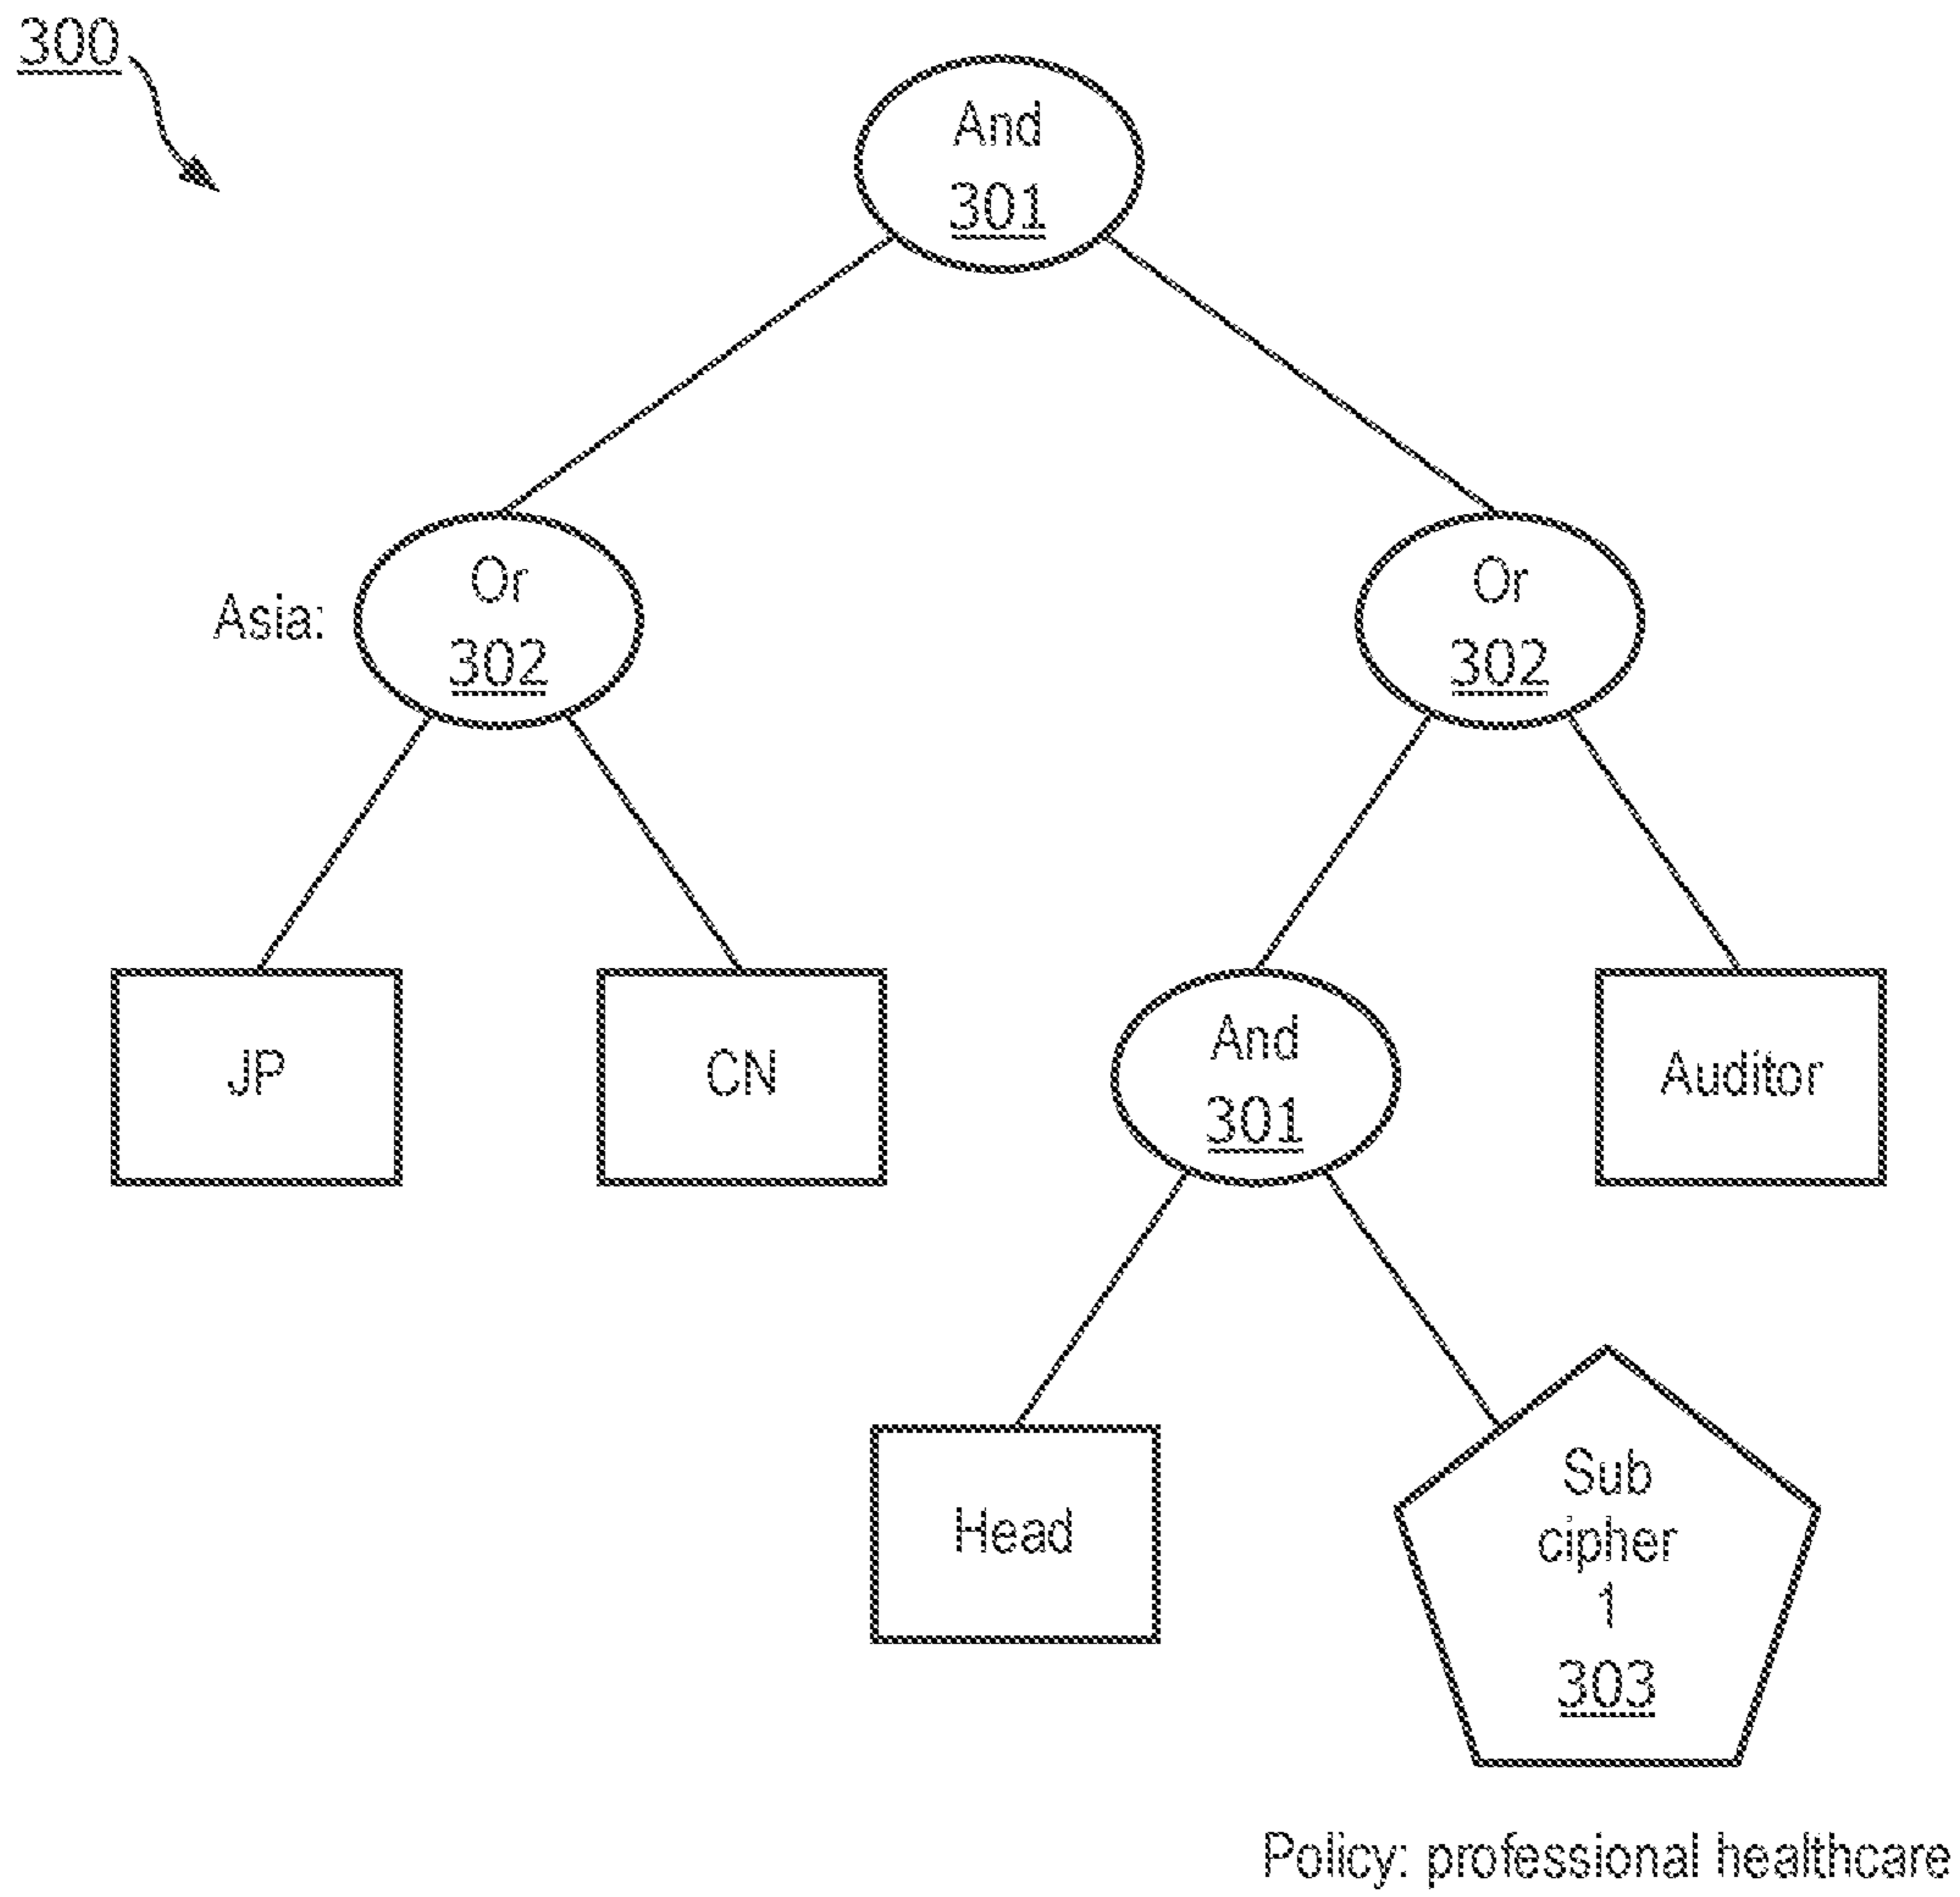 300
And
301
Asia:
Or
302
Or
302
JP
CN
And
301
Auditor
Head
Sub
cipher
1
303
Policy: professional healthcare